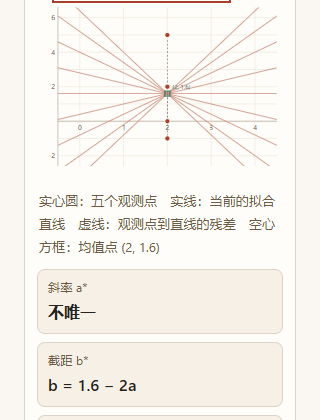 6
4
2
(2, 1.6)
0 1 2 3 4
2
实心圆：五个观测点 实线：当前的拟合
直线 虚线：观测点到直线的残差 空心
方框：均值点 (2, 1.6)
斜率 a*
不唯一
截距 b*
b = 1.6 − 2a